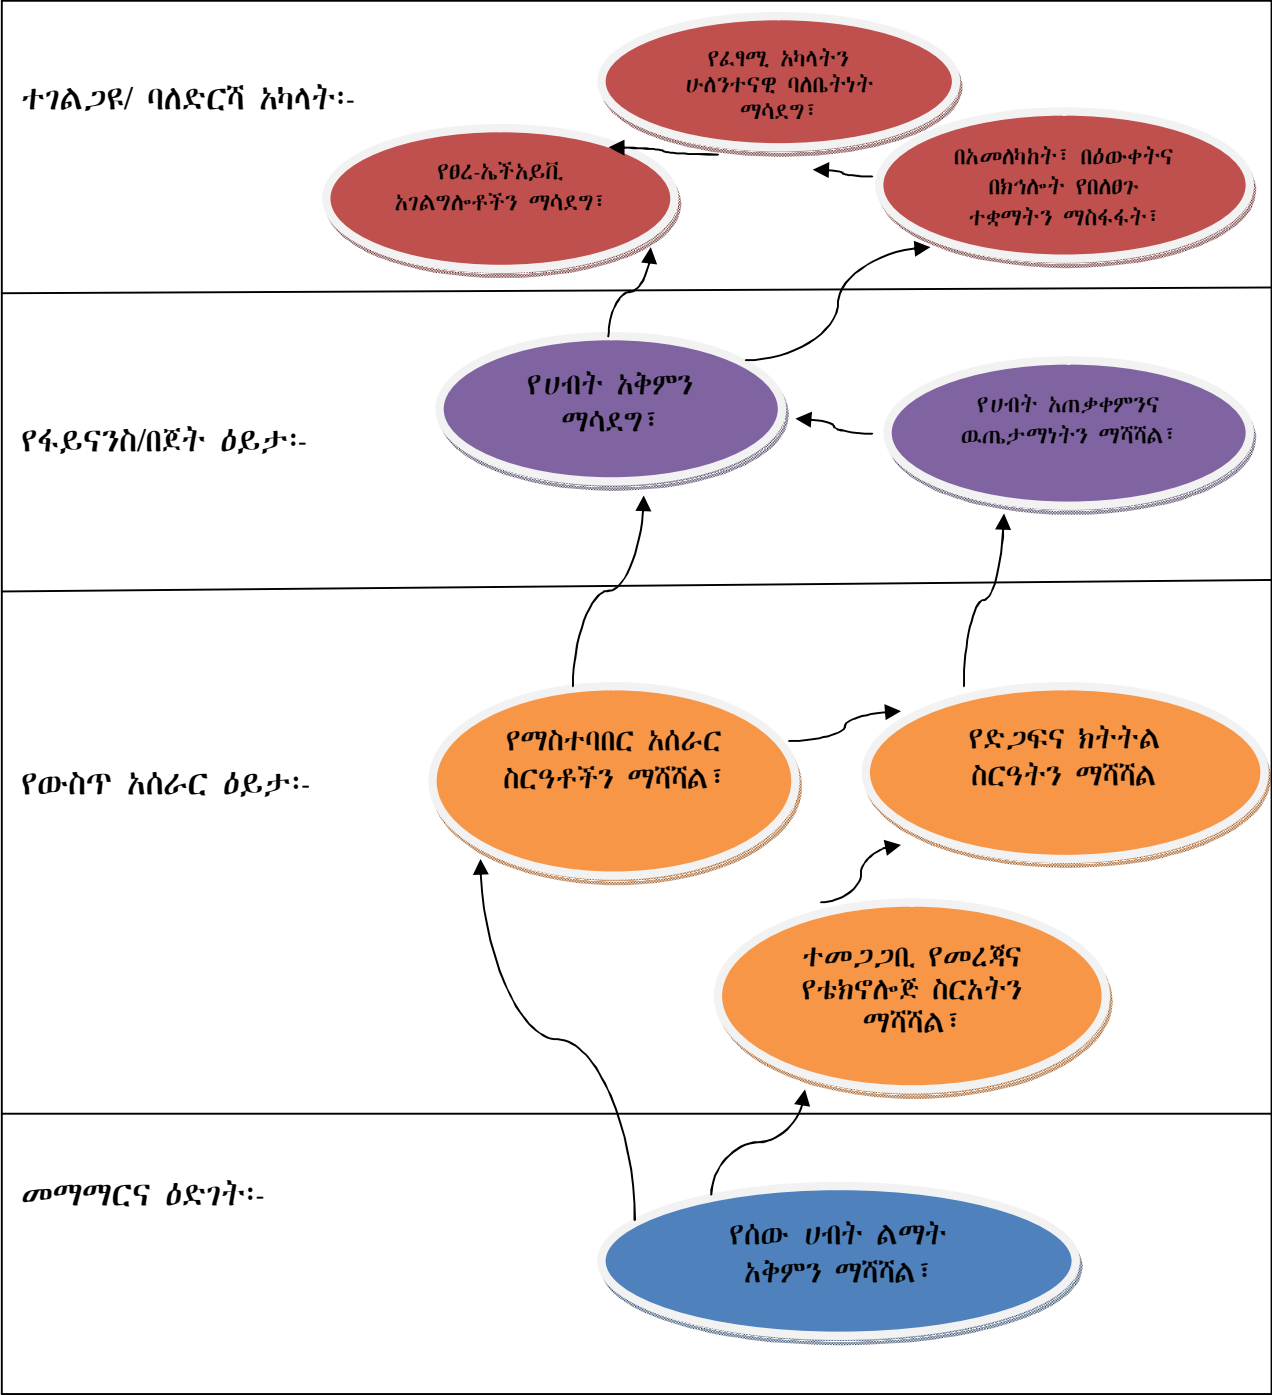 ተገልጋዩ/ ባለድርሻ አካላት፡-
የፈፃሚ አካላትን
ሁለንተናዊ ባለቤትነት
ማሳደግ፣
የፀረ-ኤችአይቪ
አገልግሎቶችን ማሳደግ፣
በአመለካከት፣ በዕውቀትና
በክኅሎት የበለፀጉ
ተቋማትን ማስፋፋት፣
የፋይናንስ/በጀት ዕይታ፡-
የሀብት አቅምን
ማሳደግ፣
የሀብት አጠቃቀምንና
ዉጤታማነትን ማሻሻል፣
የውስጥ አሰራር ዕይታ፡-
የማስተባበር አሰራር
ስርዓቶችን ማሻሻል፣
የድጋፍና ክትትል
ስርዓትን ማሻሻል
ተመጋጋቢ የመረጃና
የቴክኖሎጅ ስርአትን
ማሻሻል፣
መማማርና ዕድገት፡-
የሰው ሀብት ልማት
አቅምን ማሻሻል፣